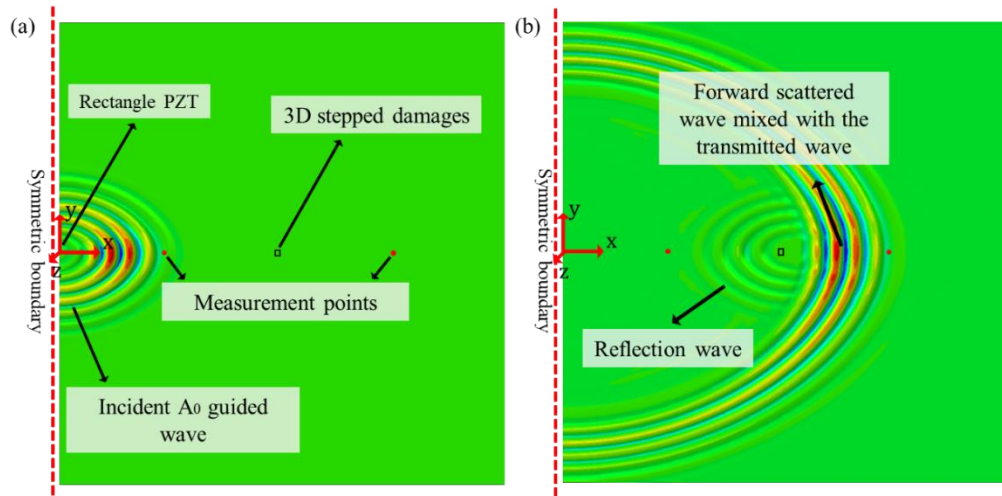 (a)
Rectangle PZT
3D stepped damages
Symmetric boundary
y
x
z
Measurement points
Incident A₀ guided
wave
(b)
Forward scattered
wave mixed with the
transmitted wave
Symmetric boundary
y
x
z
Reflection wave